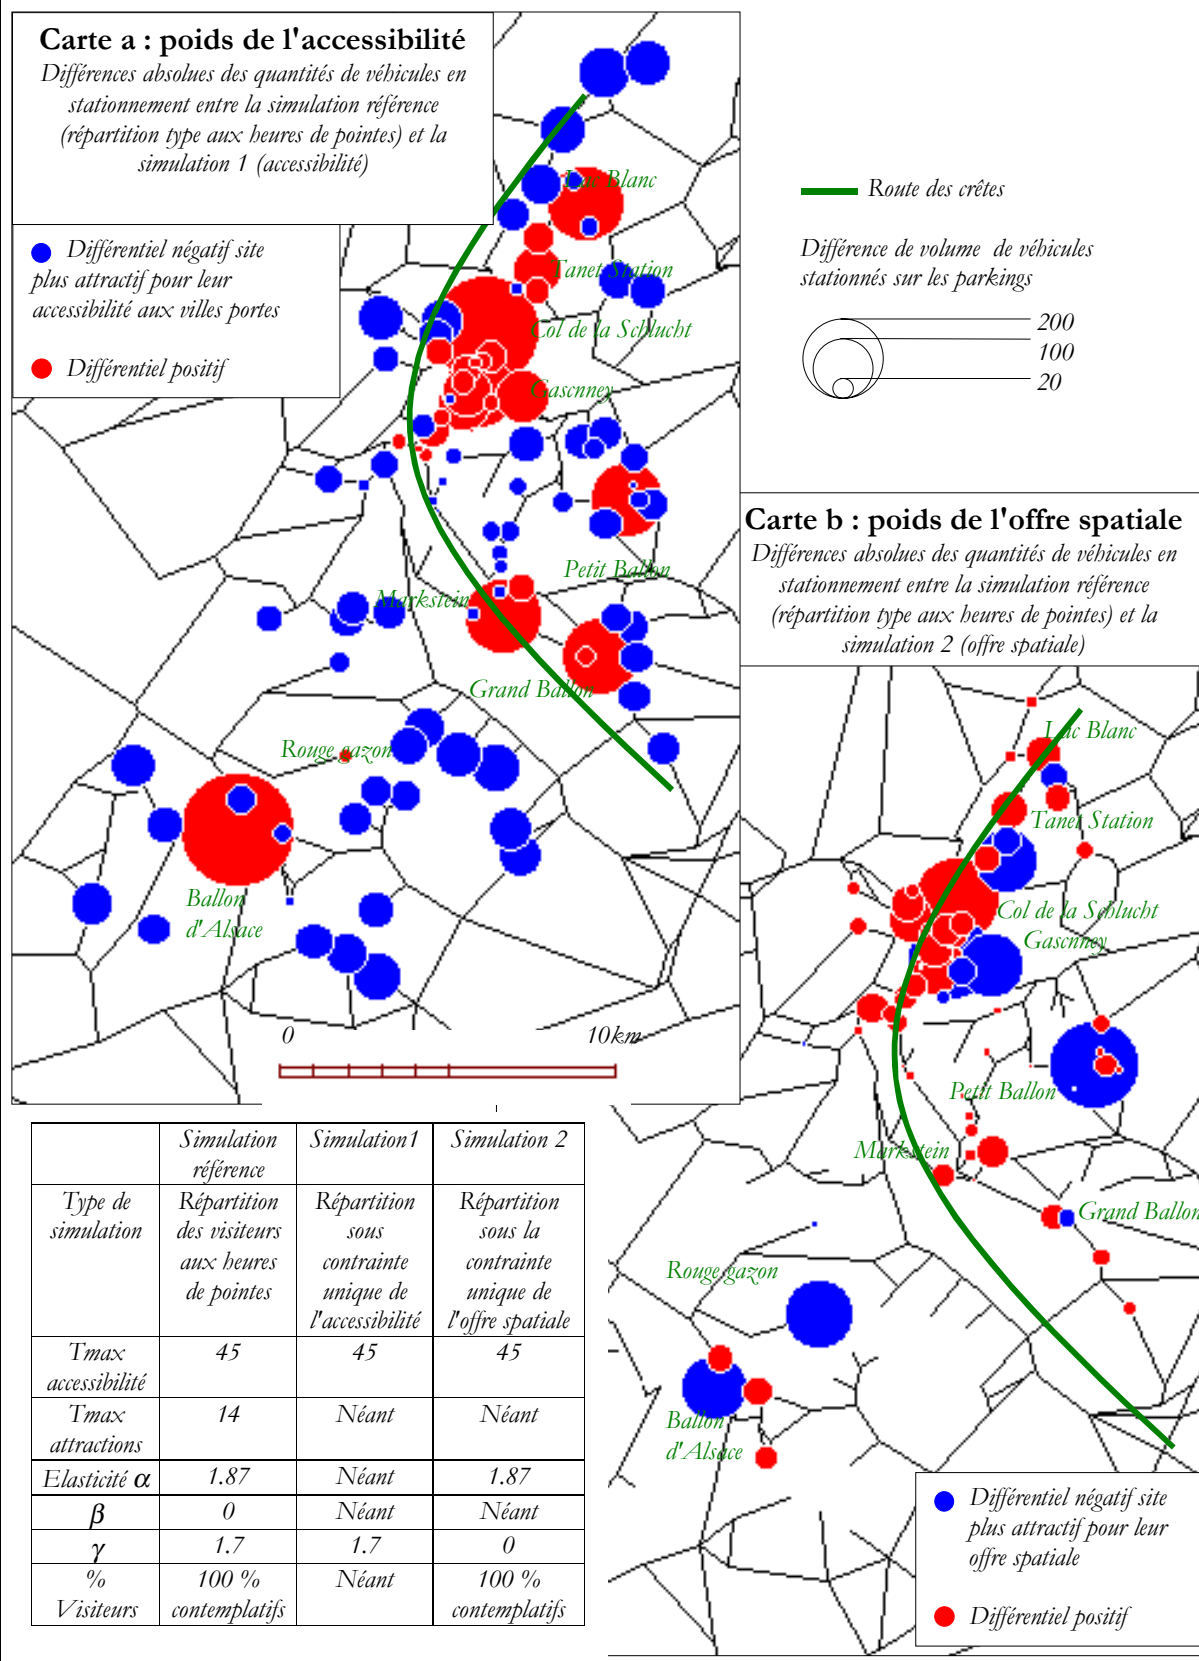 Carte a : poids de l'accessibilité
Différences absolues des quantités de véhicules en
stationnement entre la simulation référence
(répartition type aux heures de pointes) et la
simulation 1 (accessibilité)
Différentiel négatif site
plus attractif pour leur
accessibilité aux villes portes
Différentiel positif
Lac Blanc
Tanet Station
Col de la Schlucht
Gascnney
Petit Ballon
Markstein
Grand Ballon
Rouge gazon
Ballon
d'Alsace
0
10km
Route des crêtes
Différence de volume de véhicules
stationnés sur les parkings
200
100
20
Carte b : poids de l'offre spatiale
Différences absolues des quantités de véhicules en
stationnement entre la simulation référence
(répartition type aux heures de pointes) et la
simulation 2 (offre spatiale)
Lac Blanc
Tanet Station
Col de la Schlucht
Gascnney
Petit Ballon
Markstein
Grand Ballon
Rouge gazon
Ballon
d'Alsace
Différentiel négatif site
plus attractif pour leur
offre spatiale
Différentiel positif
Simulation Simulation1 Simulation 2
référence
Type de Répartition Répartition Répartition
simulation des visiteurs sous sous la
aux heures contrainte contrainte
de pointes unique de unique de
l'accessibilité l'offre spatiale
Tmax 45 45 45
accessibilité
Tmax 14 Néant Néant
attractions
Elasticité α 1.87 Néant 1.87
β 0 Néant Néant
γ 1.7 1.7 0
% 100 % Néant 100 %
Visiteurs contemplatifs contemplatifs